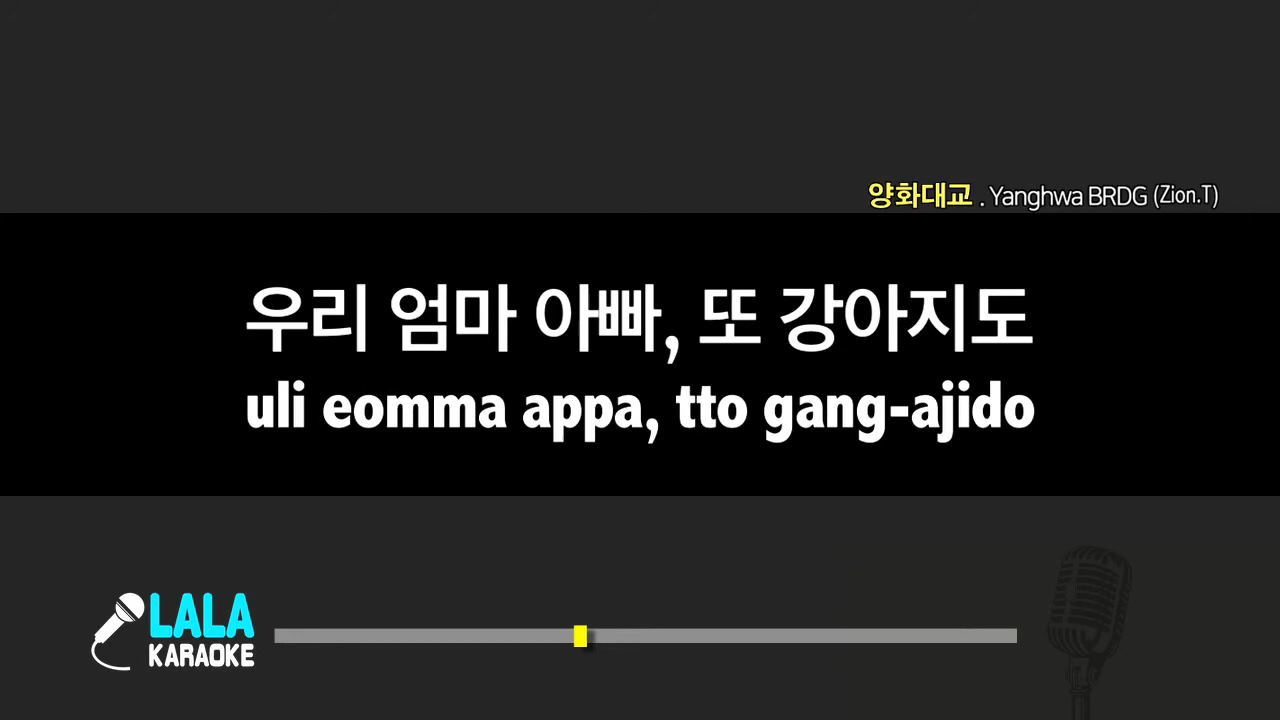 양화대교 . Yanghwa BRDG (Zion.T)
우리 엄마 아빠, 또 강아지도
uli eomma appa, tto gang-ajido
LALA
KARAOKE